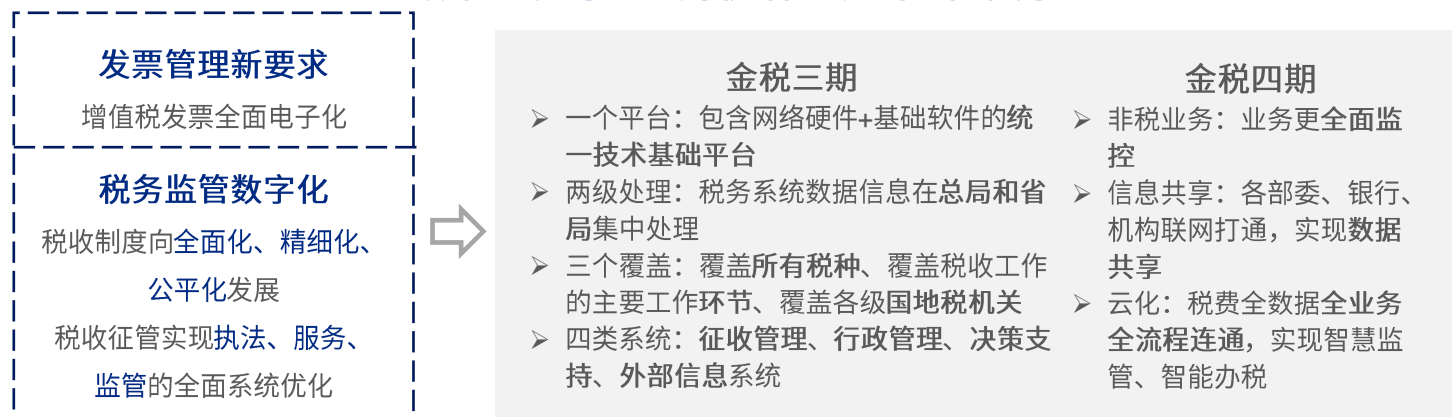 发票管理新要求
增值税发票全面电子化
税务监管数字化
税收制度向全面化、精细化、
公平化发展
税收征管实现执法、服务、
监管的全面系统优化
金税三期
➢ 一个平台：包含网络硬件+基础软件的统
一技术基础平台
➢ 两级处理：税务系统数据信息在总局和省
局集中处理
➢ 三个覆盖：覆盖所有税种、覆盖税收工作
的主要工作环节、覆盖各级国地税机关
➢ 四类系统：征收管理、行政管理、决策支
持、外部信息系统
金税四期
➢ 非税业务：业务更全面监
控
➢ 信息共享：各部委、银行、
机构联网打通，实现数据
共享
➢ 云化：税费全数据全业务
全流程连通，实现智慧监
管、智能办税